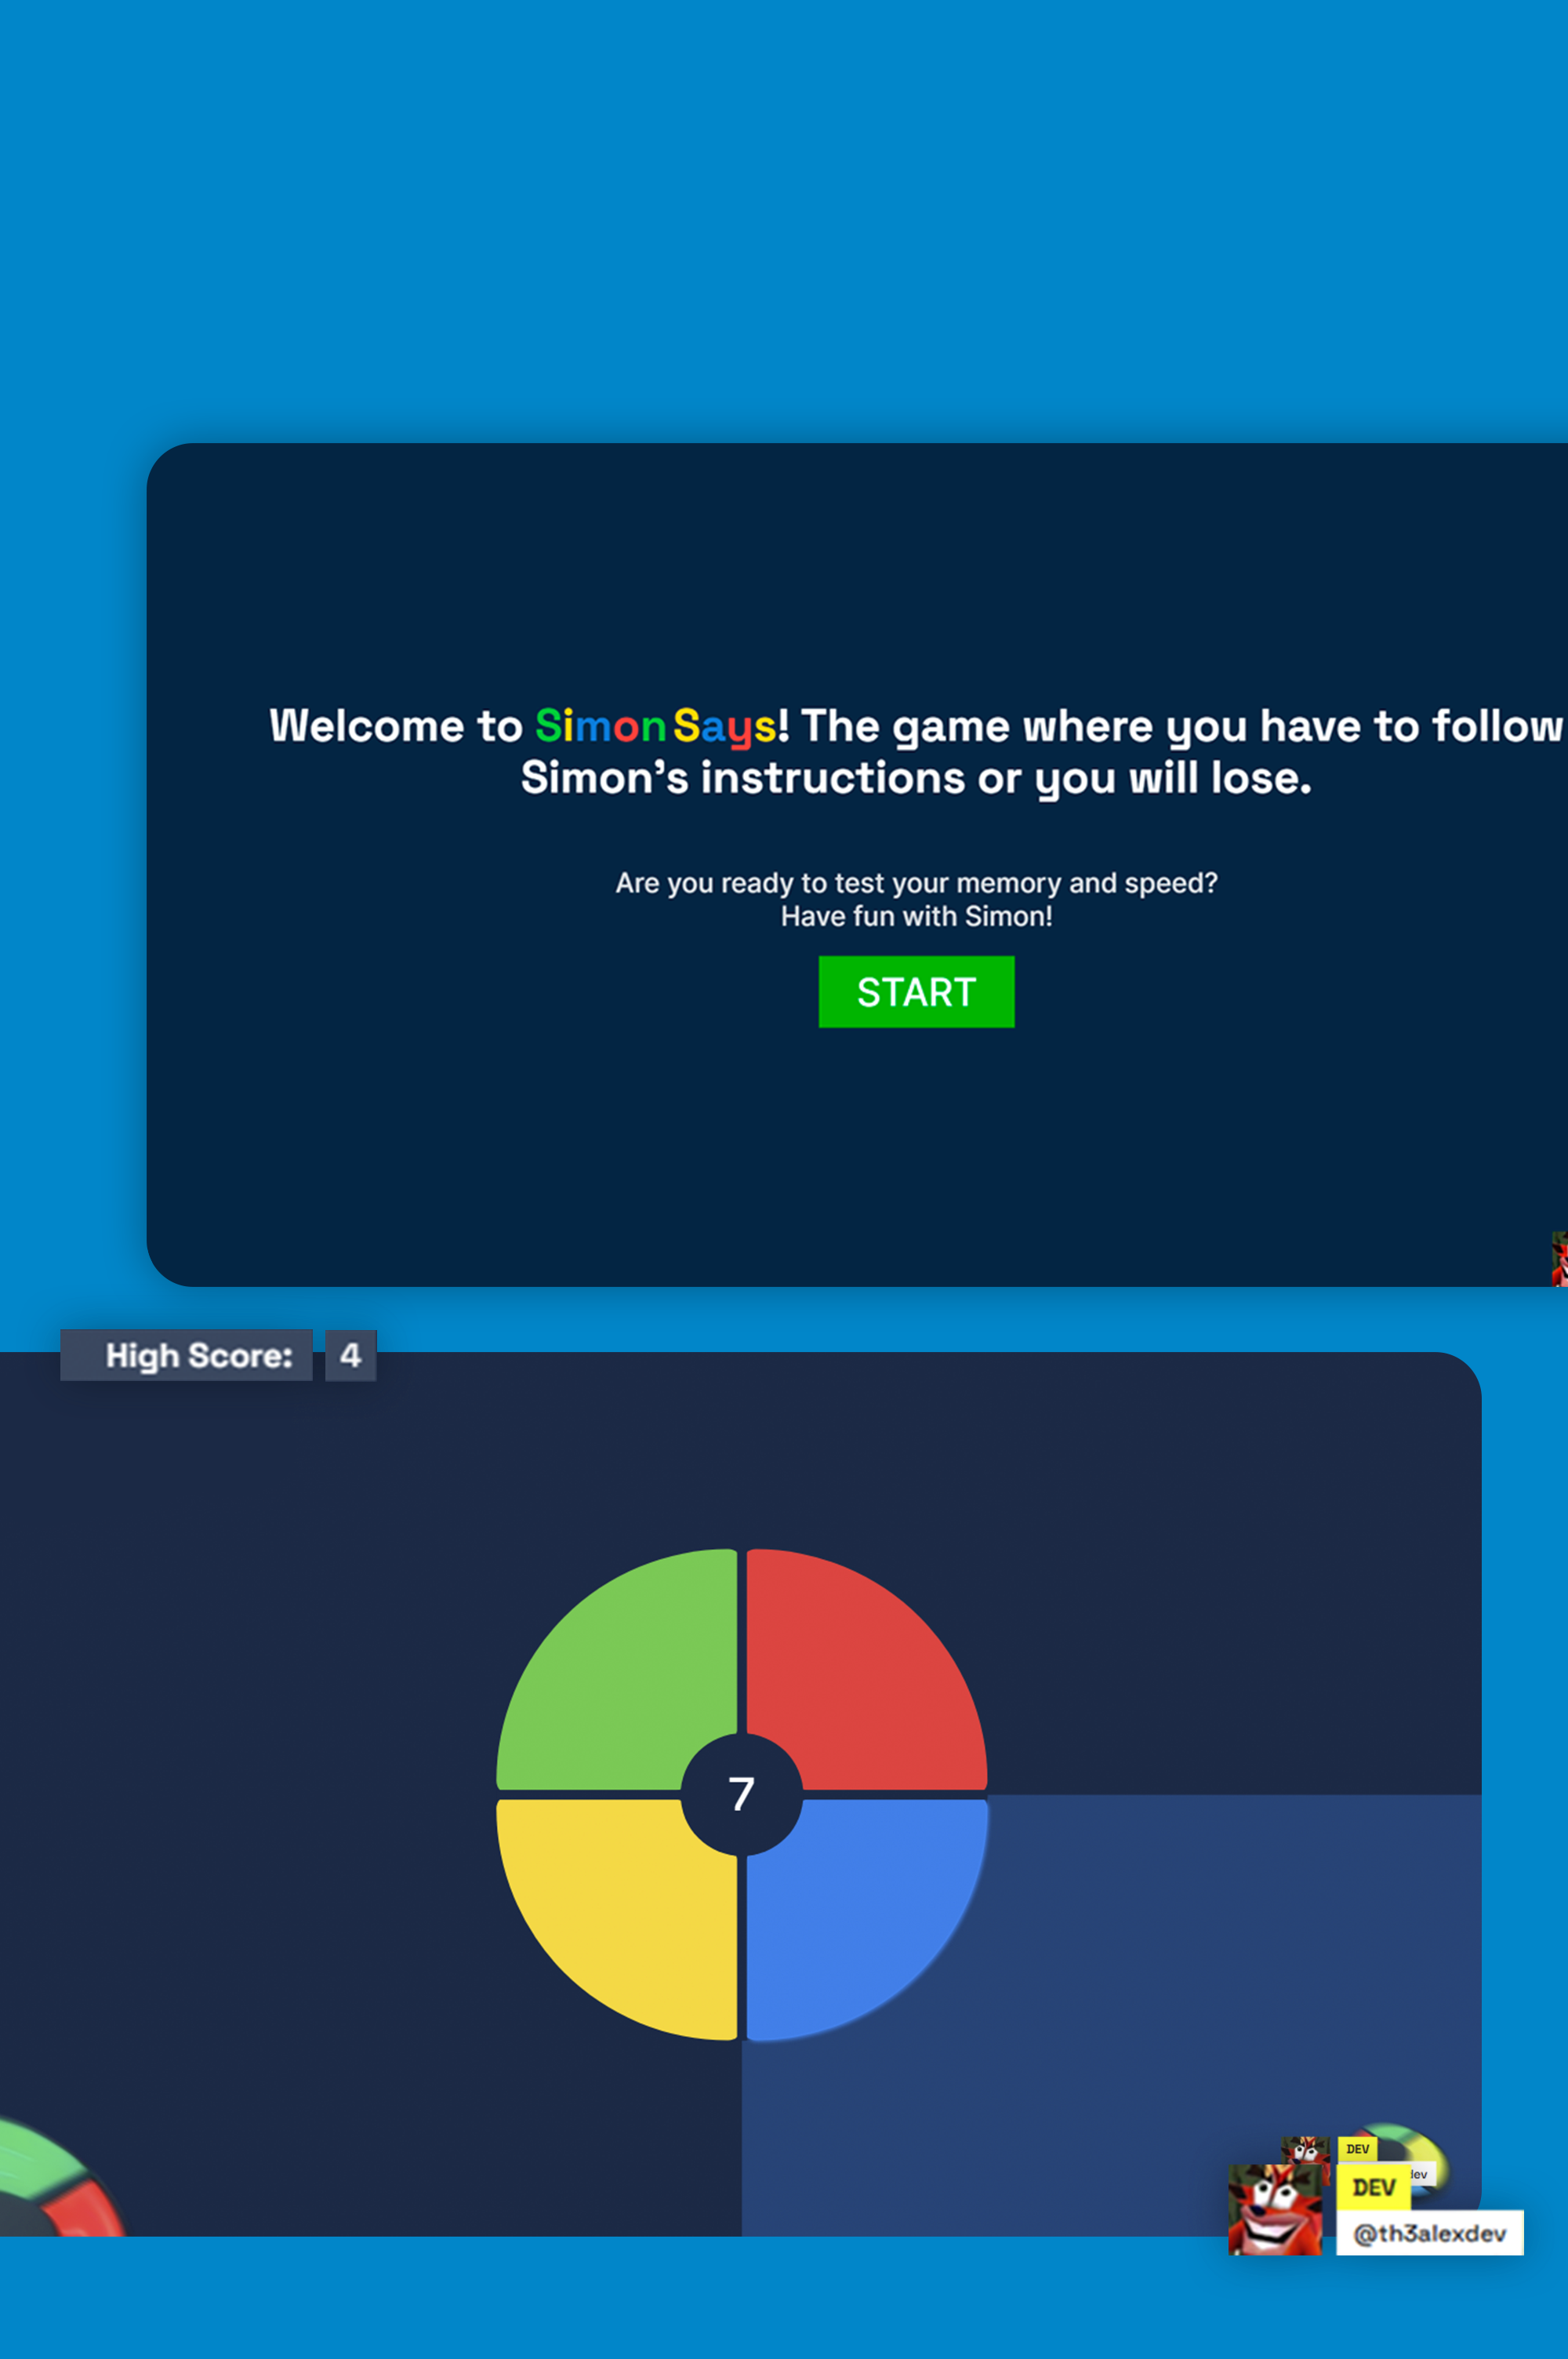 Welcome to Simon Says! The game where you have to follow
Simon's instructions or you will lose.
Are you ready to test your memory and speed?
Have fun with Simon!
START
High Score: 4
7
DEV
dev
DEV
@th3alexdev